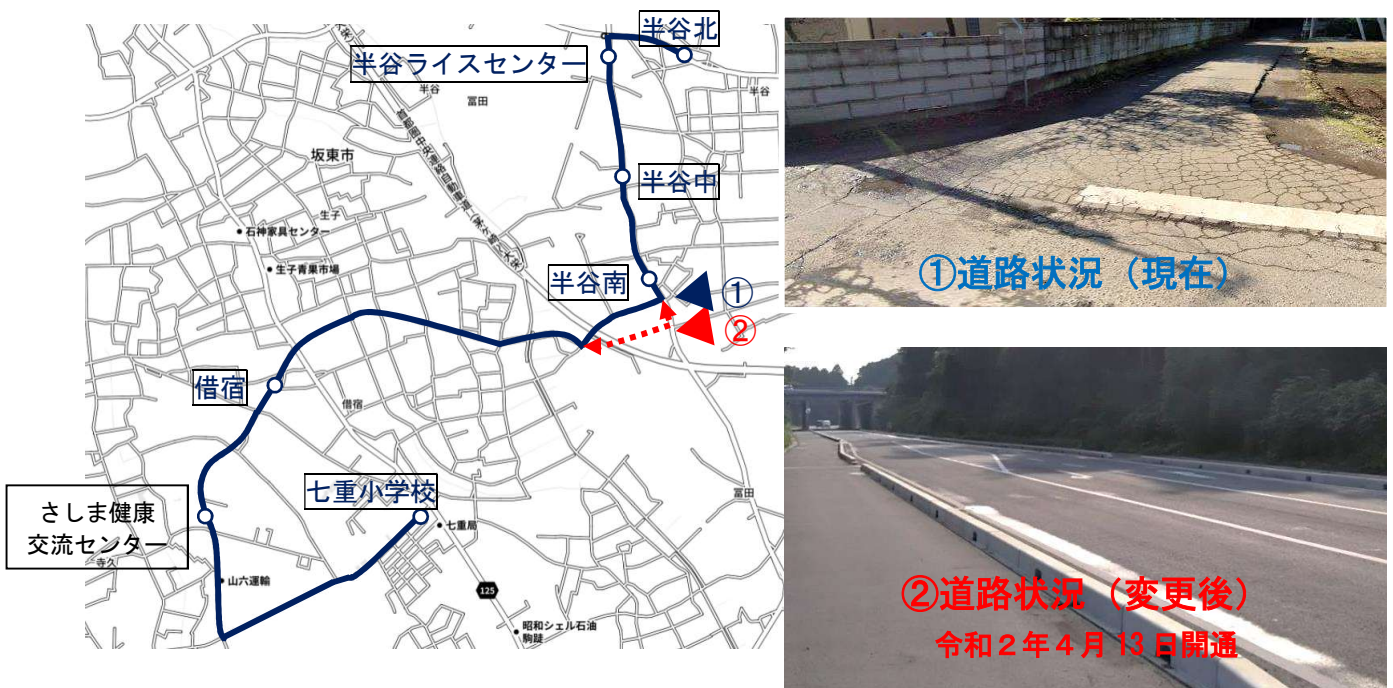 半谷北
半谷ライスセンター
半谷
冨田
半谷
坂東市
半谷中
生子
石神家具センター
生子青果市場
半谷南
①
②
①道路状況（現在）
借宿
借宿
七重小学校
冨田
さしま健康
交流センター
七重局
寺久
山六運輸
125
昭和シェル石油
駒跿
②道路状況（変更後）
令和２年４月13日開通